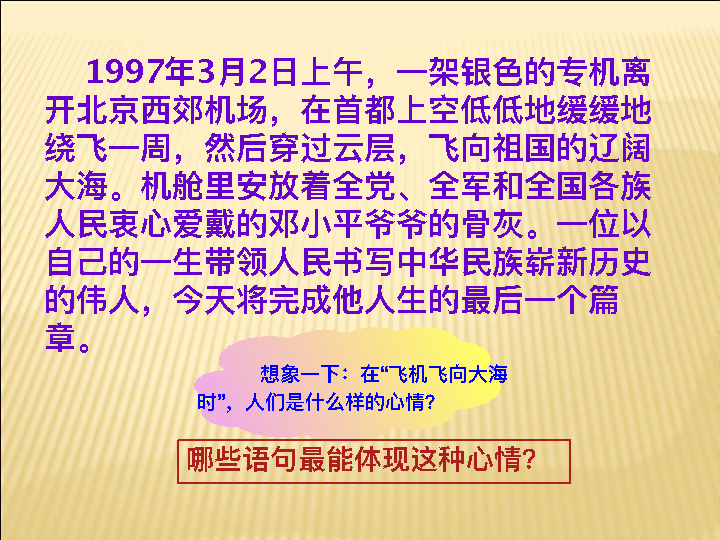 1997年3月2日上午，一架银色的专机离
开北京西郊机场，在首都上空低低地缓缓地
绕飞一周，然后穿过云层，飞向祖国的辽阔
大海。机舱里安放着全党、全军和全国各族
人民衷心爱戴的邓小平爷爷的骨灰。一位以
自己的一生带领人民书写中华民族崭新历史
的伟人，今天将完成他人生的最后一个篇
章。
想象一下：在“飞机飞向大海
时”，人们是什么样的心情?
哪些语句最能体现这种心情?